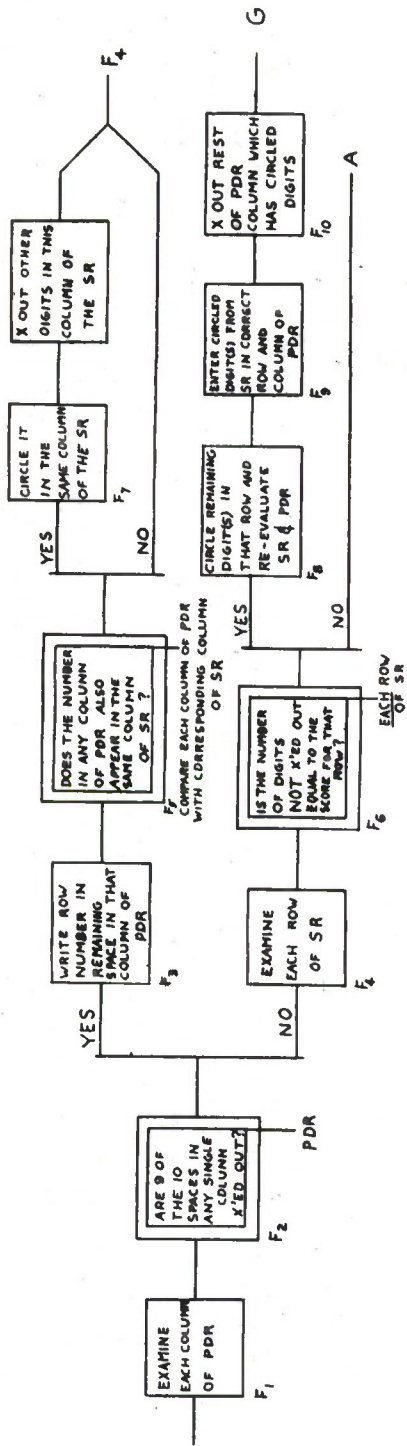 EXAMINE
EACH COLUMN
OF PDR
F1
ARE 9 OF
THE 10
SPACES IN
ANY SINGLE
COLUMN
X'ED OUT?
F2
PDR
YES
WRITE ROW
NUMBER IN
REMAINING
SPACE IN THAT
COLUMN OF
PDR
F3
DOES THE NUMBER
IN ANY COLUMN
OF PDR ALSO
APPEAR IN THE
SAME COLUMN
OF SR ?
F5
COMPARE EACH COLUMN OF PDR
WITH CORRESPONDING COLUMN
OF SR
YES
CIRCLE IT
IN THE
SAME COLUMN
OF THE SR
F7
X OUT OTHER
DIGITS IN THIS
COLUMN OF
THE SR
NO
F4
NO
EXAMINE
EACH ROW
OF SR
F4
IS THE NUMBER
OF DIGITS
NOT X'ED OUT
EQUAL TO THE
SCORE FOR THAT
ROW?
F6
EACH ROW
OF SR
YES
CIRCLE REMAINING
DIGIT(S) IN
THAT ROW AND
RE-EVALUATE
SR & PDR
F8
ENTER CIRCLED
DIGIT(S) FROM
SR IN CORRECT
ROW AND
COLUMN OF
PDR
F9
X OUT REST
OF PDR
COLUMN WHICH
HAS CIRCLED
DIGITS
F10
G
NO
A